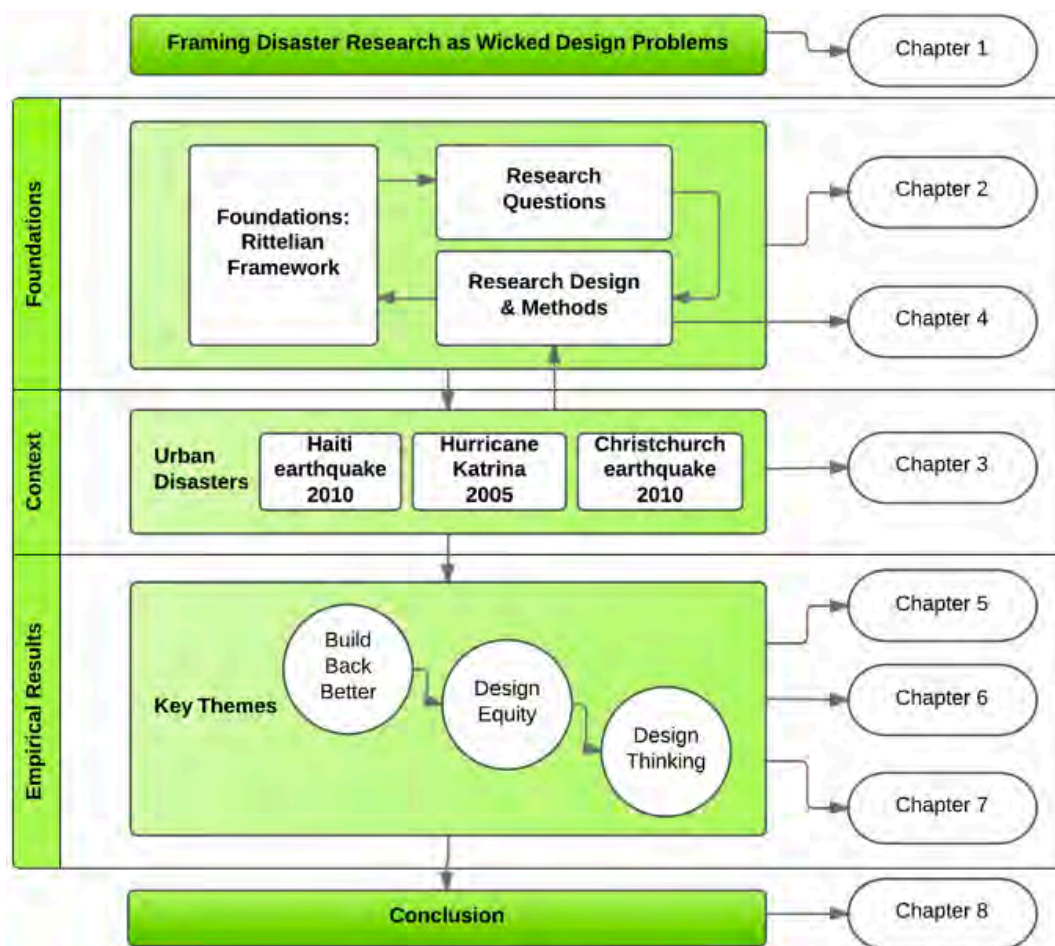 Framing Disaster Research as Wicked Design Problems
Chapter 1
Foundations
Foundations:
Rittelian
Framework
Research
Questions
Research Design
& Methods
Chapter 2
Chapter 4
Context
Urban
Disasters
Haiti
earthquake
2010
Hurricane
Katrina
2005
Christchurch
earthquake
2010
Chapter 3
Empirical Results
Key Themes
Build
Back
Better
Design
Equity
Design
Thinking
Chapter 5
Chapter 6
Chapter 7
Conclusion
Chapter 8